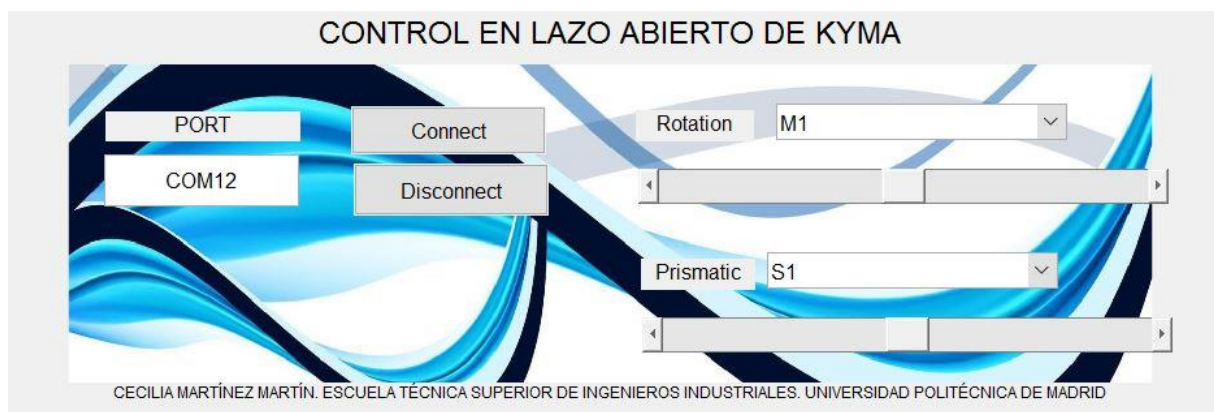 CONTROL EN LAZO ABIERTO DE KYMA
PORT
Connect
Rotation
M1
COM12
Disconnect
Prismatic
S1
CECILIA MARTÍNEZ MARTÍN. ESCUELA TÉCNICA SUPERIOR DE INGENIEROS INDUSTRIALES. UNIVERSIDAD POLITÉCNICA DE MADRID